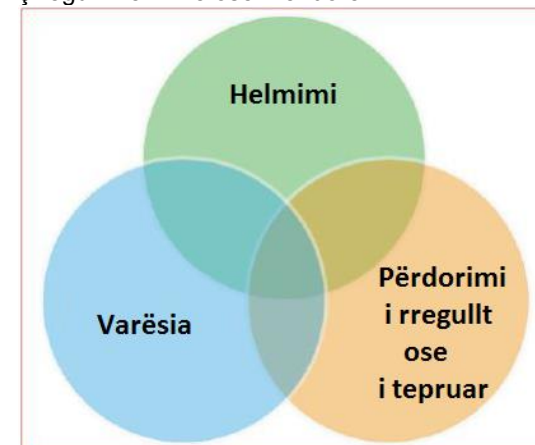 Helmimi
Varësia
Përdorimi
i rregullt
ose
i tepruar